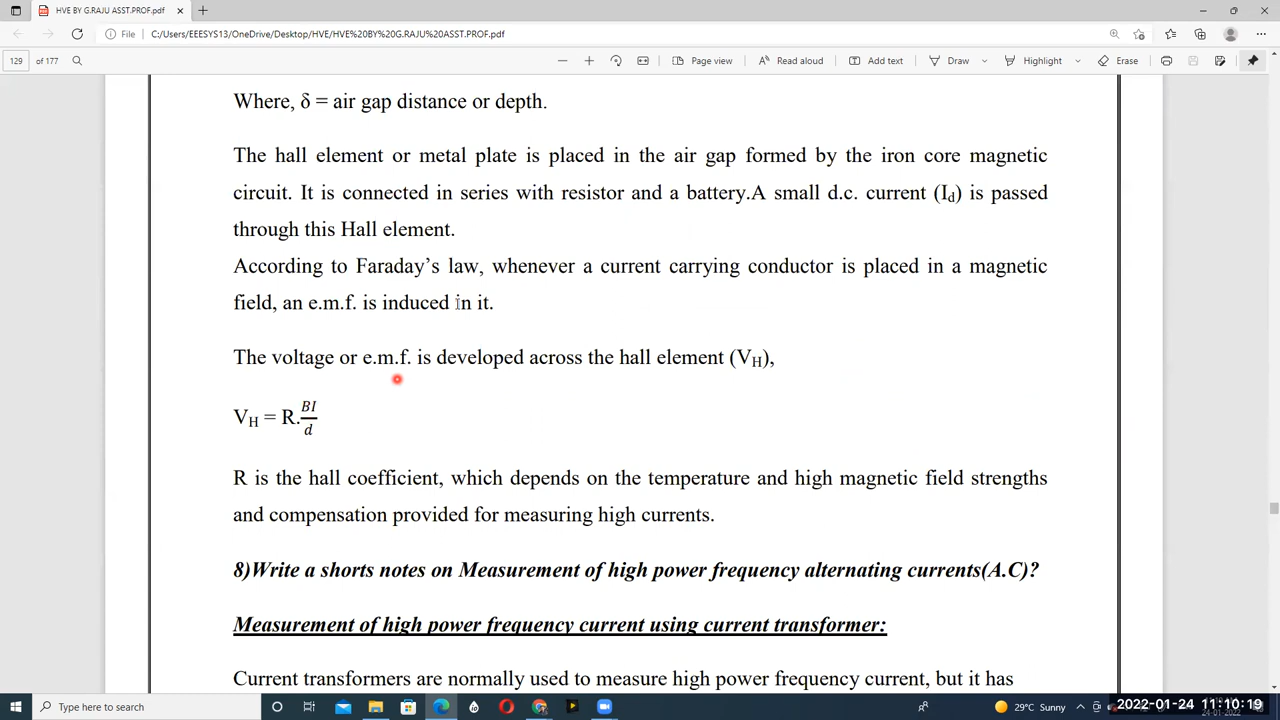 HVE BY G.RAJU ASST.PROF.pdf
File C:/Users/EEESYS13/OneDrive/Desktop/HVE/HVE%20BY%20G.RAJU%20ASST.PROF.pdf
129 of 177 Page view Read aloud Add text Draw Highlight Erase
Where, δ = air gap distance or depth.
The hall element or metal plate is placed in the air gap formed by the iron core magnetic
circuit. It is connected in series with resistor and a battery.A small d.c. current (Id) is passed
through this Hall element.
According to Faraday’s law, whenever a current carrying conductor is placed in a magnetic
field, an e.m.f. is induced in it.
The voltage or e.m.f. is developed across the hall element (VH),
VH = R.BI/d
R is the hall coefficient, which depends on the temperature and high magnetic field strengths
and compensation provided for measuring high currents.
8)Write a shorts notes on Measurement of high power frequency alternating currents(A.C)?
Measurement of high power frequency current using current transformer:
Current transformers are normally used to measure high power frequency current, but it has
Type here to search
29°C Sunny
2022-01-24 11:10:19